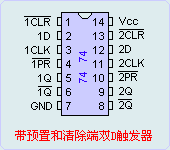 1CLR 1 14 Vcc
1D 2 13 2CLR
1CLK 3 12 2D
1PR 4 11 2CLK
1Q 5 10 2PR
1Q 6 9 2Q
GND 7 8 2Q
74 74
带预置和清除端双D触发器